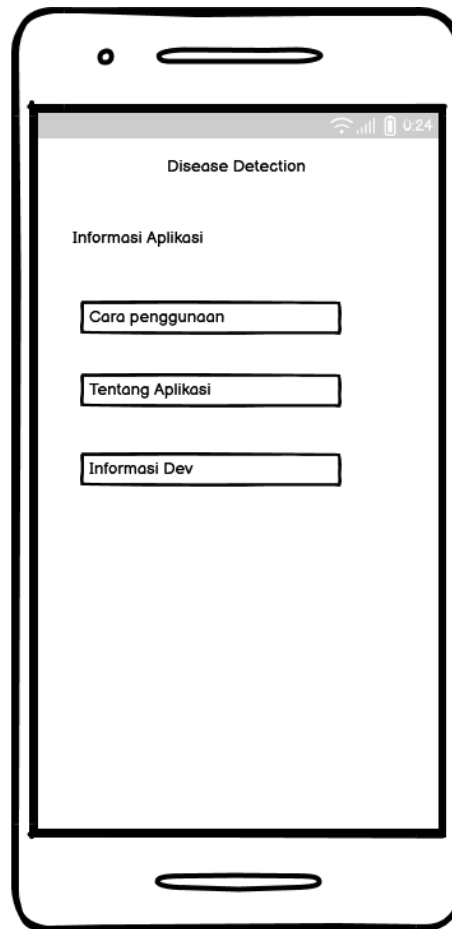 0:24
Disease Detection
Informasi Aplikasi
Cara penggunaan
Tentang Aplikasi
Informasi Dev